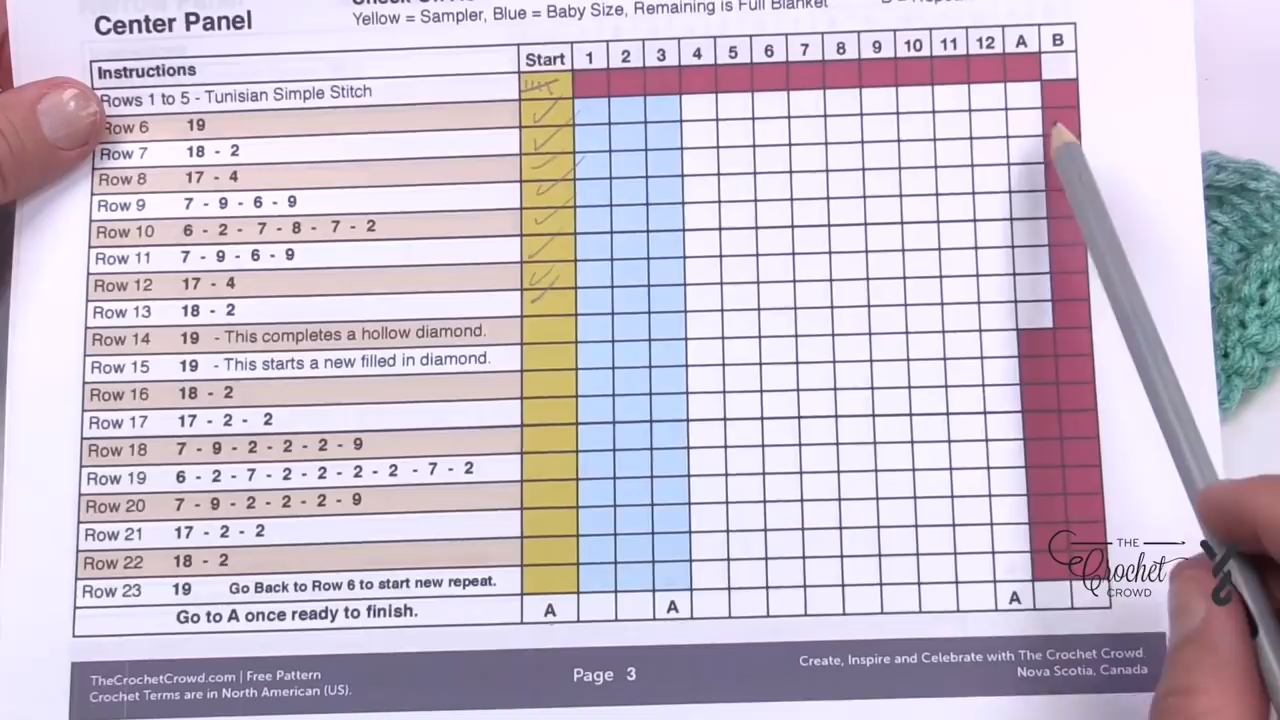 Center Panel
Yellow = Sampler, Blue = Baby Size, Remaining is Full Blanket
Instructions Start 1 2 3 4 5 6 7 8 9 10 11 12 A B
Rows 1 to 5 - Tunisian Simple Stitch
Row 6 19
Row 7 18 - 2
Row 8 17 - 4
Row 9 7 - 9 - 6 - 9
Row 10 6 - 2 - 7 - 8 - 7 - 2
Row 11 7 - 9 - 6 - 9
Row 12 17 - 4
Row 13 18 - 2
Row 14 19 - This completes a hollow diamond.
Row 15 19 - This starts a new filled in diamond.
Row 16 18 - 2
Row 17 17 - 2 - 2
Row 18 7 - 9 - 2 - 2 - 2 - 9
Row 19 6 - 2 - 7 - 2 - 2 - 2 - 2 - 7 - 2
Row 20 7 - 9 - 2 - 2 - 2 - 9
Row 21 17 - 2 - 2
Row 22 18 - 2
Row 23 19 Go Back to Row 6 to start new repeat.
Go to A once ready to finish. A A A
THE
Crochet
CROWD
TheCrochetCrowd.com | Free Pattern
Crochet Terms are in North American (US).
Page 3
Create, Inspire and Celebrate with The Crochet Crowd.
Nova Scotia, Canada